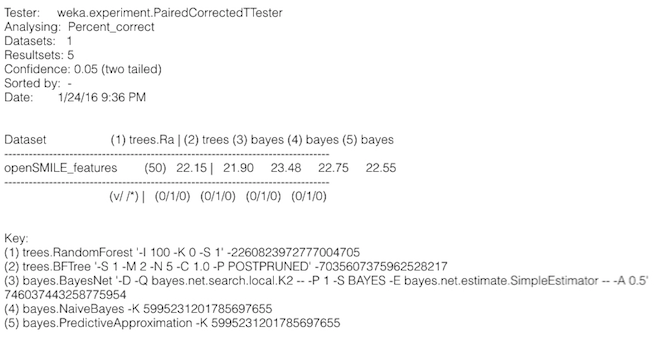 Tester: weka.experiment.PairedCorrectedTTester
Analysing: Percent_correct
Datasets: 1
Resultsets: 5
Confidence: 0.05 (two tailed)
Sorted by: -
Date: 1/24/16 9:36 PM
Dataset (1) trees.Ra | (2) trees (3) bayes (4) bayes (5) bayes
--------------------------------------------------------------------------------
openSMILE_features (50) 22.15 | 21.90 23.48 22.75 22.55
--------------------------------------------------------------------------------
(v/ /*) | (0/1/0) (0/1/0) (0/1/0) (0/1/0)
Key:
(1) trees.RandomForest '-I 100 -K 0 -S 1' -2260823972777004705
(2) trees.BFTree '-S 1 -M 2 -N 5 -C 1.0 -P POSTPRUNED' -7035607375962528217
(3) bayes.BayesNet '-D -Q bayes.net.search.local.K2 -- -P 1 -S BAYES -E bayes.net.estimate.SimpleEstimator -- -A 0.5'
746037443258775954
(4) bayes.NaiveBayes -K 5995231201785697655
(5) bayes.PredictiveApproximation -K 5995231201785697655